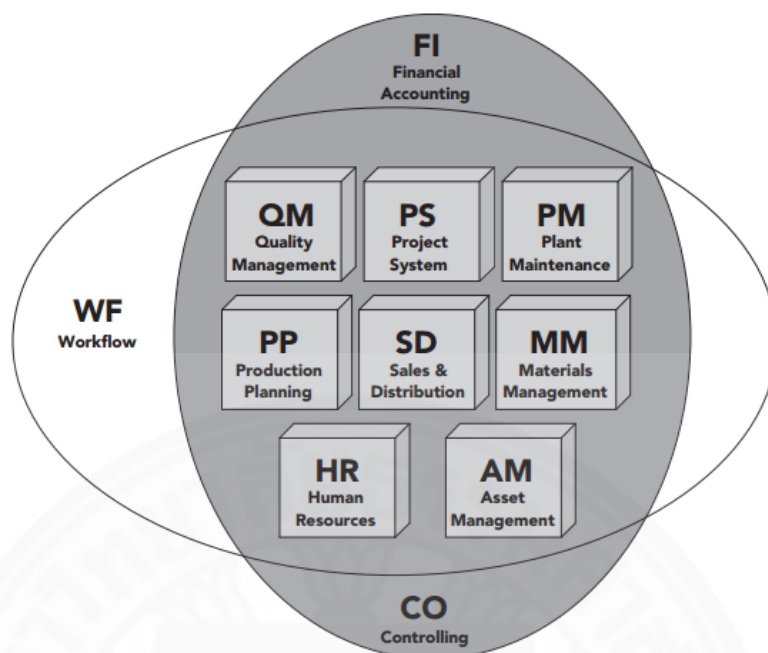 FI
Financial
Accounting
QM
Quality
Management
PS
Project
System
PM
Plant
Maintenance
WF
Workflow
PP
Production
Planning
SD
Sales &
Distribution
MM
Materials
Management
HR
Human
Resources
AM
Asset
Management
CO
Controlling